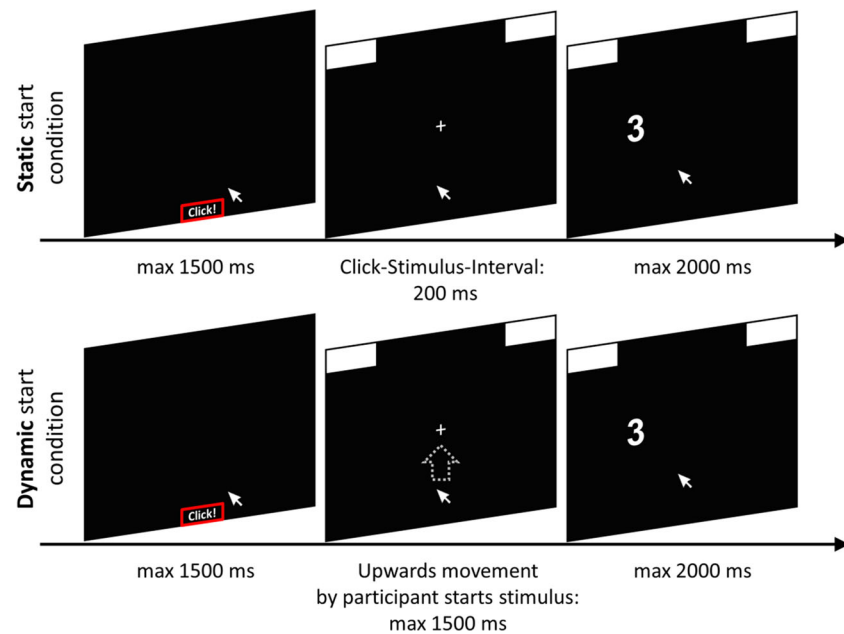 Static start
condition
Click!
3
max 1500 ms
Click-Stimulus-Interval:
200 ms
max 2000 ms
Dynamic start
condition
Click!
3
max 1500 ms
Upwards movement
by participant starts stimulus:
max 1500 ms
max 2000 ms